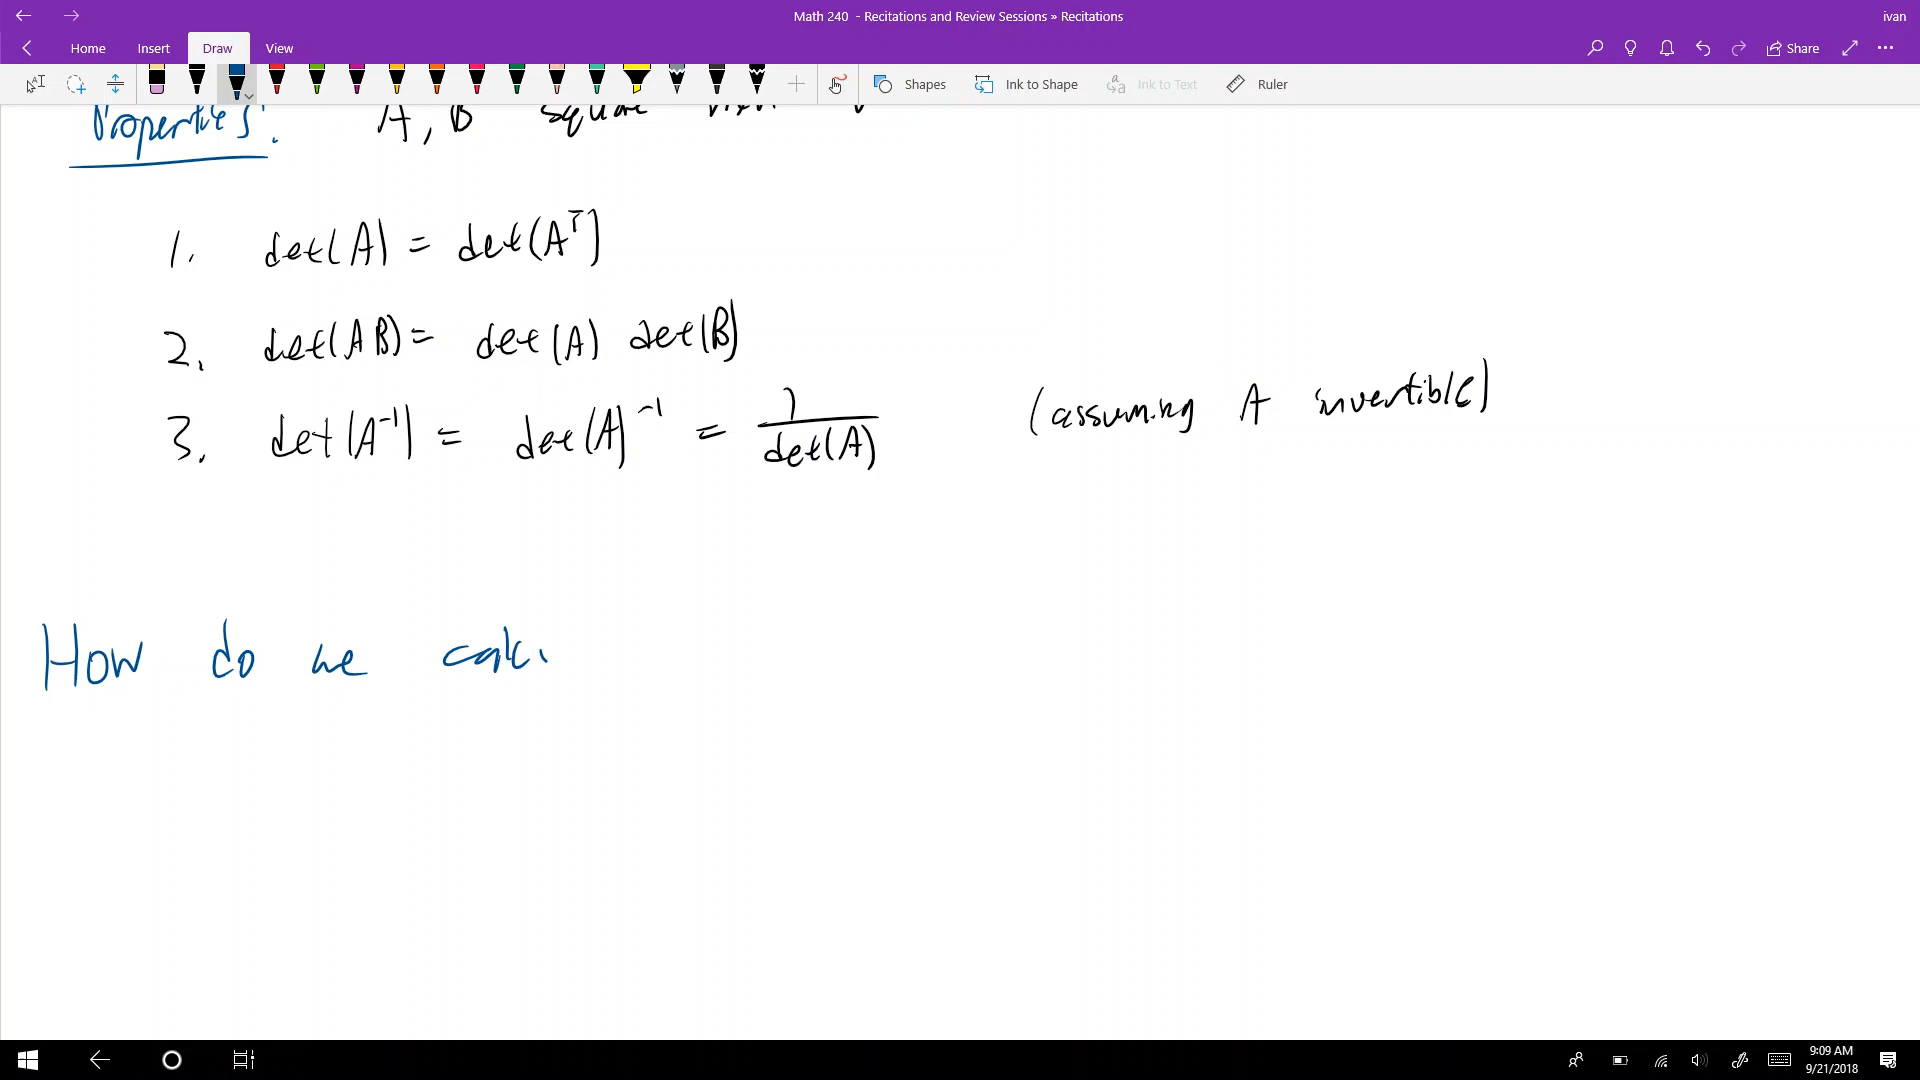 Math 240 - Recitations and Review Sessions » Recitations
ivan
Home Insert Draw View
Share
Shapes Ink to Shape Ink to Text Ruler
Properties: A, B square
1. det(A) = det(Aᵀ)
2. det(AB) = det(A) det(B)
3. det(A⁻¹) = det(A)⁻¹ = 1/det(A) (assuming A invertible)
How do we calc
9:09 AM
9/21/2018